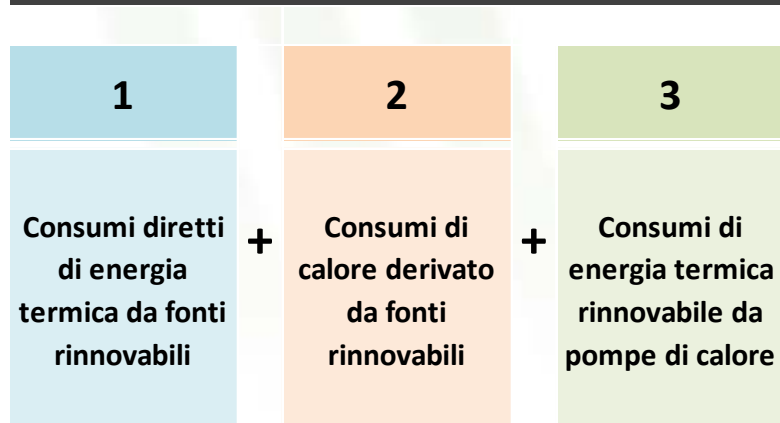 1
Consumi diretti
di energia
termica da fonti
rinnovabili
+
2
Consumi di
calore derivato
da fonti
rinnovabili
+
3
Consumi di
energia termica
rinnovabile da
pompe di calore